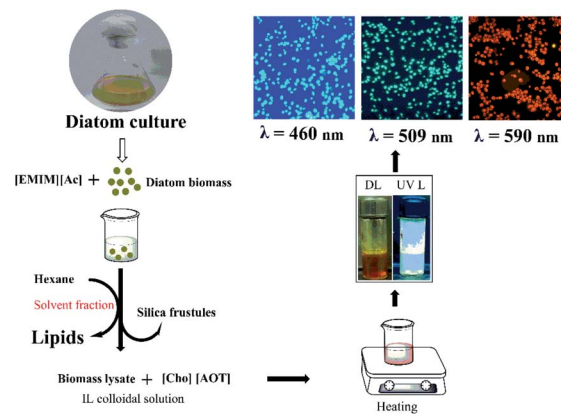 Diatom culture
[EMIM][Ac] +
Diatom biomass
Hexane
Solvent fraction
Lipids
Silica frustules
Biomass lysate + [Cho] [AOT]
IL colloidal solution
λ = 460 nm
λ = 509 nm
λ = 590 nm
DL
UV L
Heating